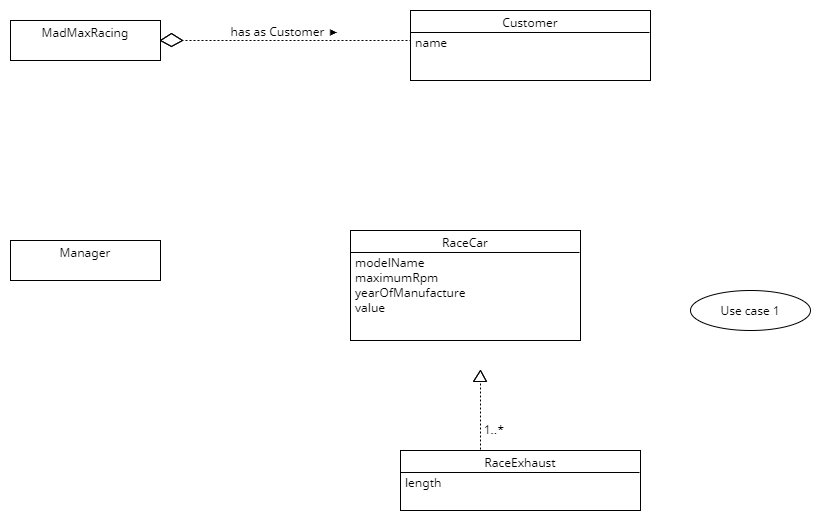 MadMaxRacing
has as Customer ►
Customer
name
Manager
RaceCar
modelName
maximumRpm
yearOfManufacture
value
Use case 1
1..*
RaceExhaust
length